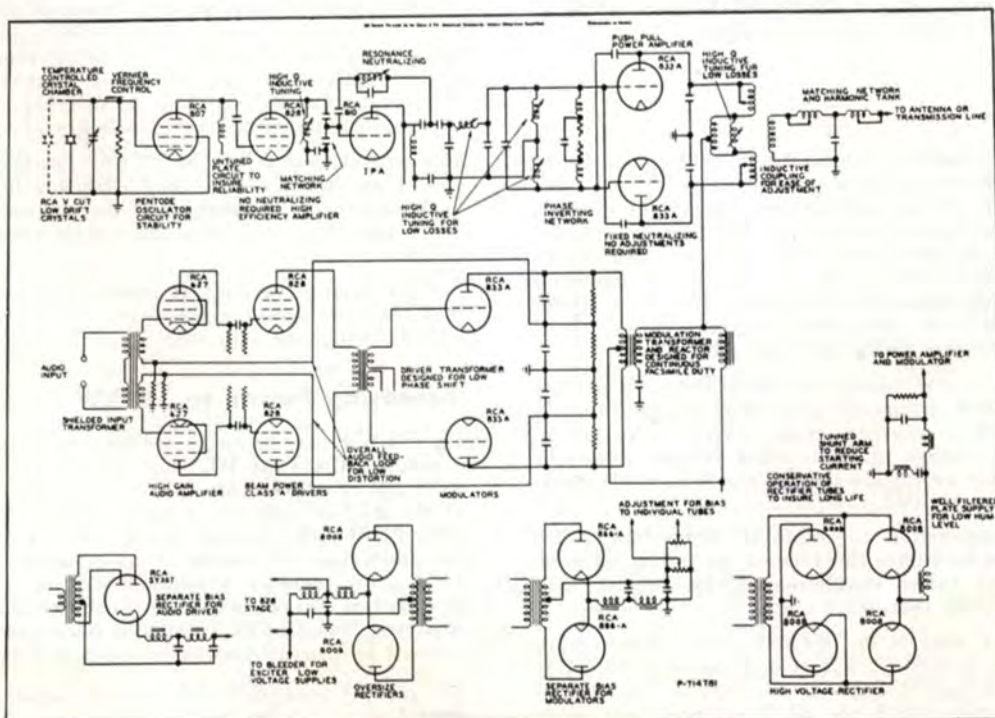 TEMPERATURE
CONTROLLED
CRYSTAL
CHAMBER
VERNIER
FREQUENCY
CONTROL
RCA
807
HIGH Q
INDUCTIVE
TUNING
RCA
828
RESONANCE
NEUTRALIZING
RCA
810
IPA
PUSH PULL
POWER AMPLIFIER
RCA
833 A
HIGH Q
INDUCTIVE
TUNING FOR
LOW LOSSES
MATCHING NETWORK
AND HARMONIC TANK
TO ANTENNA OR
TRANSMISSION LINE
RCA V CUT
LOW DRIFT
CRYSTALS
PENTODE
OSCILLATOR
CIRCUIT FOR
STABILITY
UNTUNED
PLATE
CIRCUIT TO
INSURE
RELIABILITY
NO NEUTRALIZING
REQUIRED HIGH
EFFICIENCY AMPLIFIER
MATCHING
NETWORK
HIGH Q
INDUCTIVE
TUNING FOR
LOW LOSSES
PHASE
INVERTING
NETWORK
RCA
833 A
FIXED NEUTRALIZING
NO ADJUSTMENTS
REQUIRED
INDUCTIVE
COUPLING
FOR EASE OF
ADJUSTMENT
AUDIO
INPUT
SHIELDED INPUT
TRANSFORMER
RCA
RCA
828
RCA
RCA
828
HIGH GAIN
AUDIO AMPLIFIER
BEAM POWER
CLASS A DRIVERS
OVERALL
AUDIO FEED-
BACK LOOP
FOR LOW
DISTORTION
DRIVER TRANSFORMER
DESIGNED FOR LOW
PHASE SHIFT
RCA
833 A
RCA
833 A
MODULATORS
MODULATION
TRANSFORMER
AND REACTOR
DESIGNED FOR
CONTINUOUS
FACSIMILE DUTY
TO POWER AMPLIFIER
AND MODULATOR
TUNNED
SHUNT ARM
TO REDUCE
STARTING
CURRENT
CONSERVATIVE
OPERATION OF
RECTIFIER TUBES
TO INSURE LONG LIFE
WELL FILTERED
PLATE SUPPLY
FOR LOW HUM
LEVEL
RCA
SEPARATE BIAS
RECTIFIER FOR
AUDIO DRIVER
TO 828
STAGE
TO BLEEDER FOR
EXCITER LOW
VOLTAGE SUPPLIES
RCA
8008
RCA
8008
OVERSIZE
RECTIFIERS
ADJUSTMENT FOR BIAS
TO INDIVIDUAL TUBES
RCA
866-A
RCA
866-A
SEPARATE BIAS
RECTIFIER FOR
MODULATORS
P-714781
RCA
8008
RCA
8008
RCA
8008
RCA
8008
HIGH VOLTAGE RECTIFIER